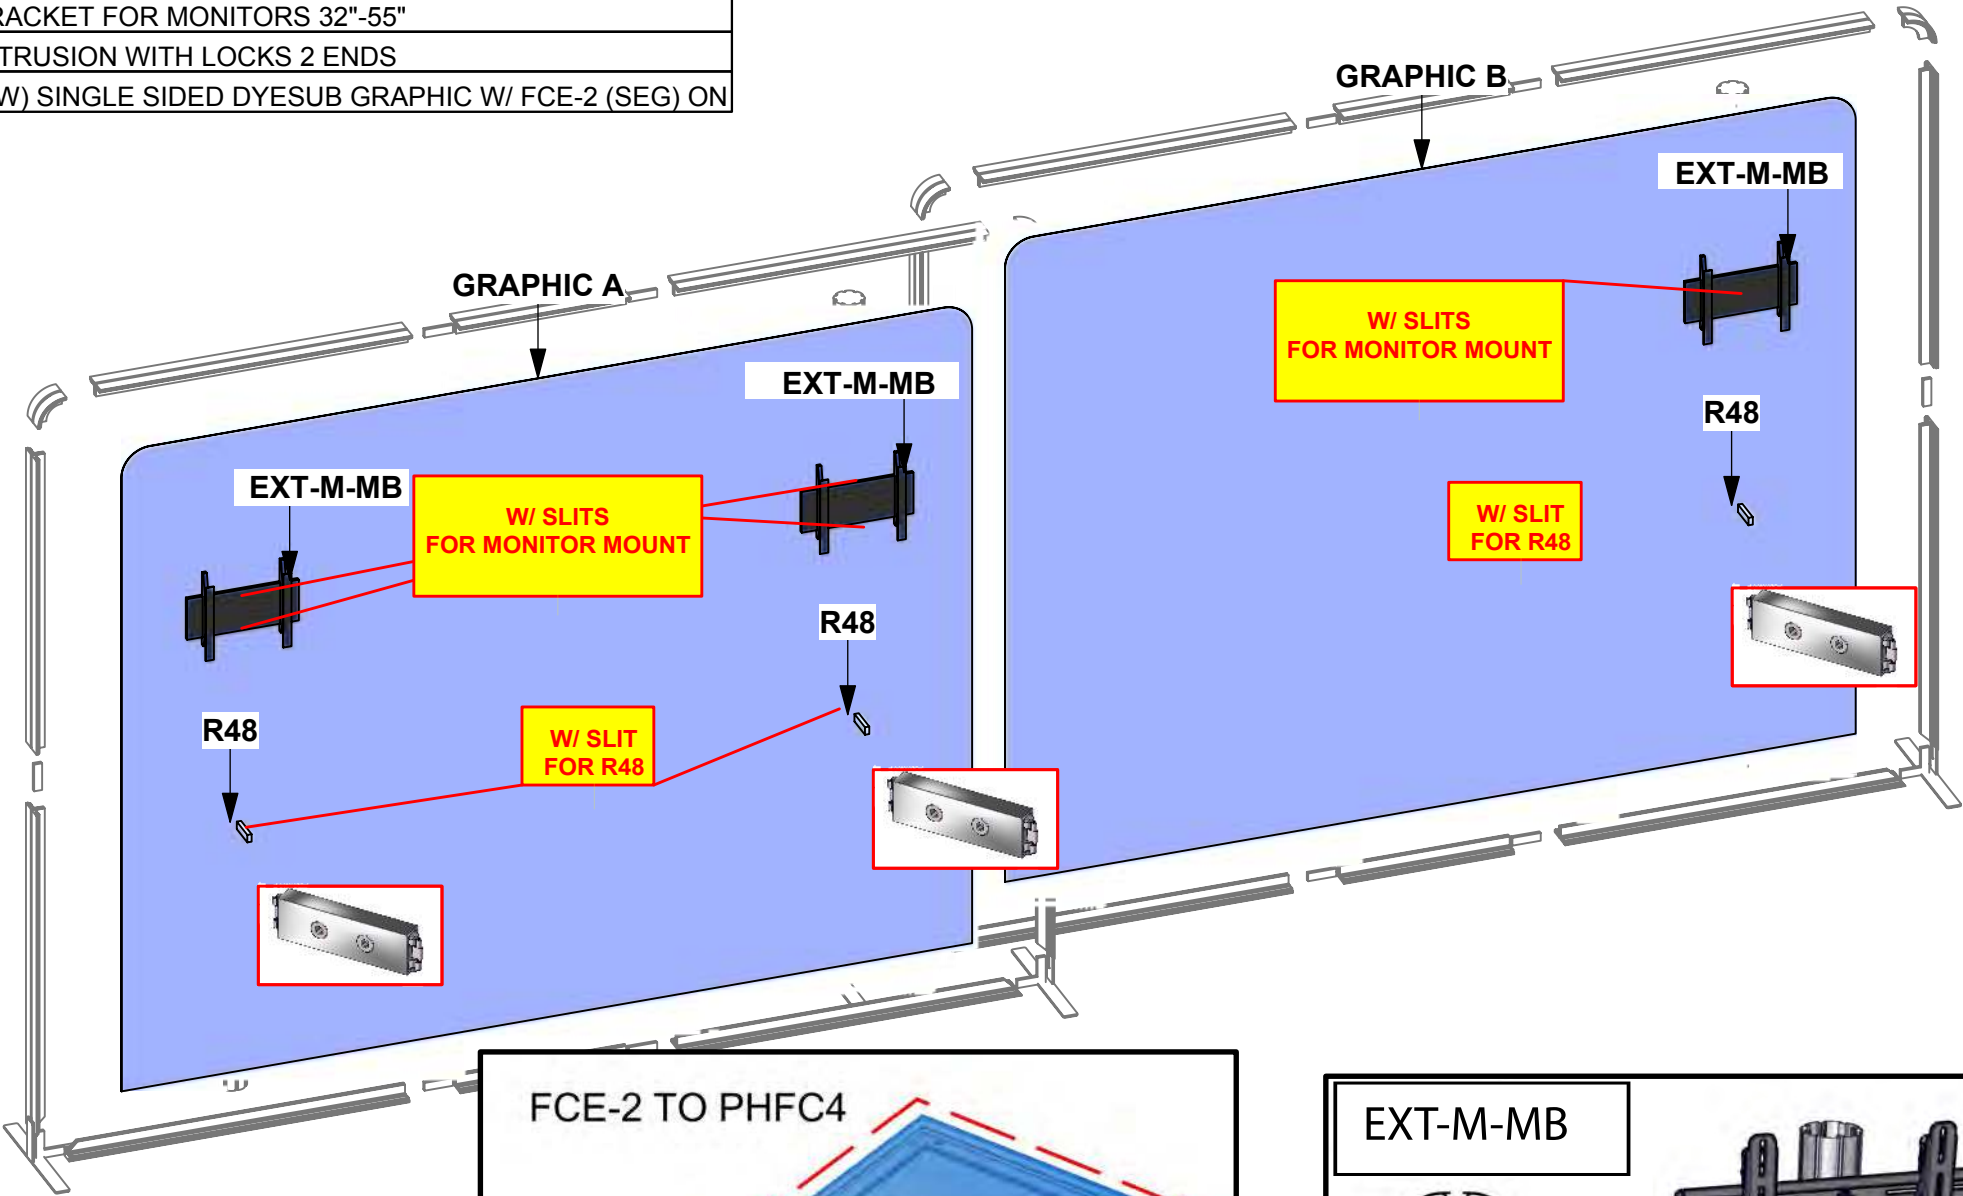 RACKET FOR MONITORS 32"-55"
TRUSION WITH LOCKS 2 ENDS
W) SINGLE SIDED DYESUB GRAPHIC W/ FCE-2 (SEG) ON
GRAPHIC B
EXT-M-MB
W/ SLITS
FOR MONITOR MOUNT
R48
W/ SLIT
FOR R48
GRAPHIC A
EXT-M-MB
EXT-M-MB
W/ SLITS
FOR MONITOR MOUNT
R48
R48
W/ SLIT
FOR R48
FCE-2 TO PHFC4
EXT-M-MB